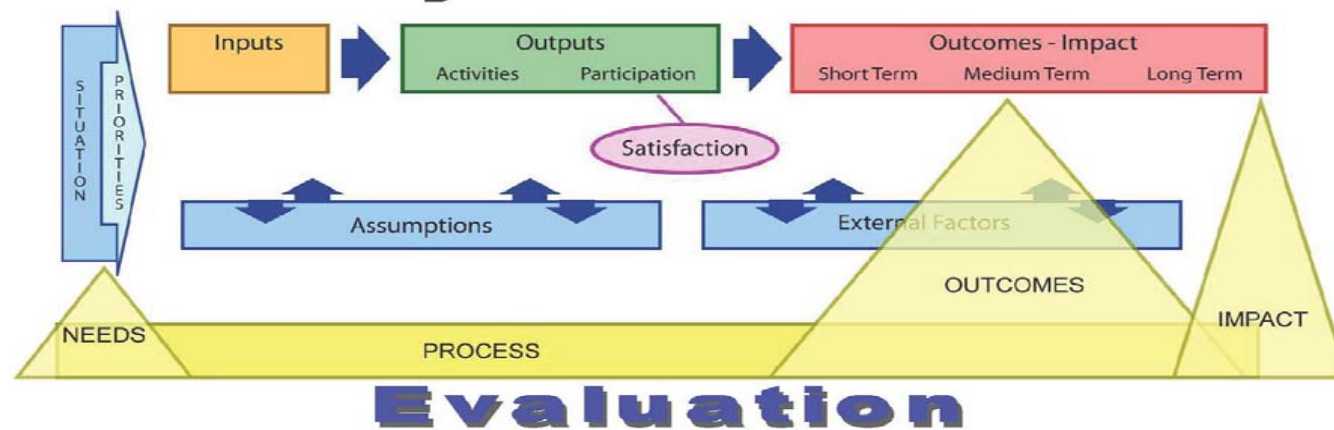 Inputs
Outputs
Activities Participation
Outcomes - Impact
Short Term Medium Term Long Term
SITUATION
PRIORITIES
Satisfaction
Assumptions
External Factors
NEEDS
PROCESS
OUTCOMES
IMPACT
Evaluation